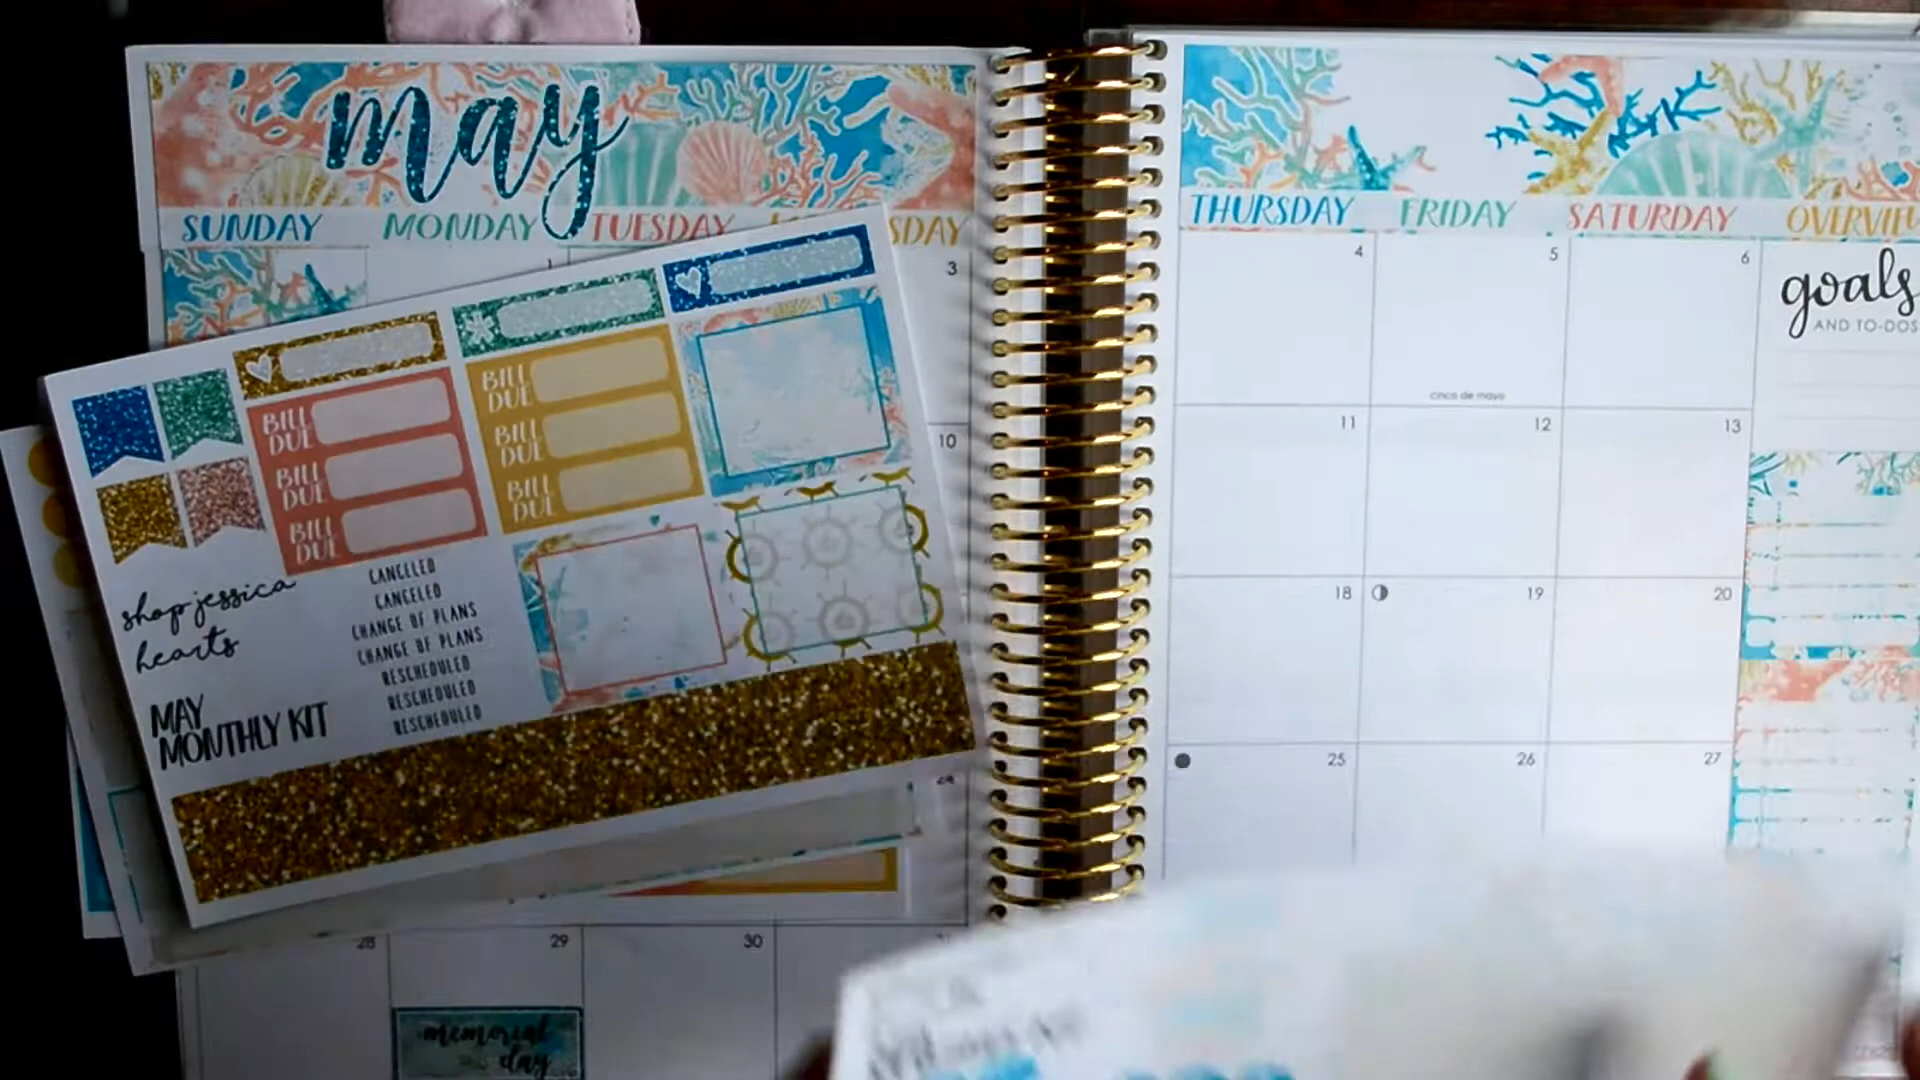 may
SUNDAY MONDAY TUESDAY SDAY THURSDAY FRIDAY SATURDAY OVERVIEW
1 3 4 5 6
goals
AND TO-DOS
cinco de mayo
10 11 12 13
18 19 20
24 25 26 27
28 29 30
memorial
day
BILL
DUE
BILL
DUE
BILL
DUE
BILL
DUE
BILL
DUE
BILL
DUE
shop jessica
hearts
MAY
MONTHLY KIT
CANCELED
CANCELED
CHANGE OF PLANS
CHANGE OF PLANS
RESCHEDULED
RESCHEDULED
RESCHEDULED